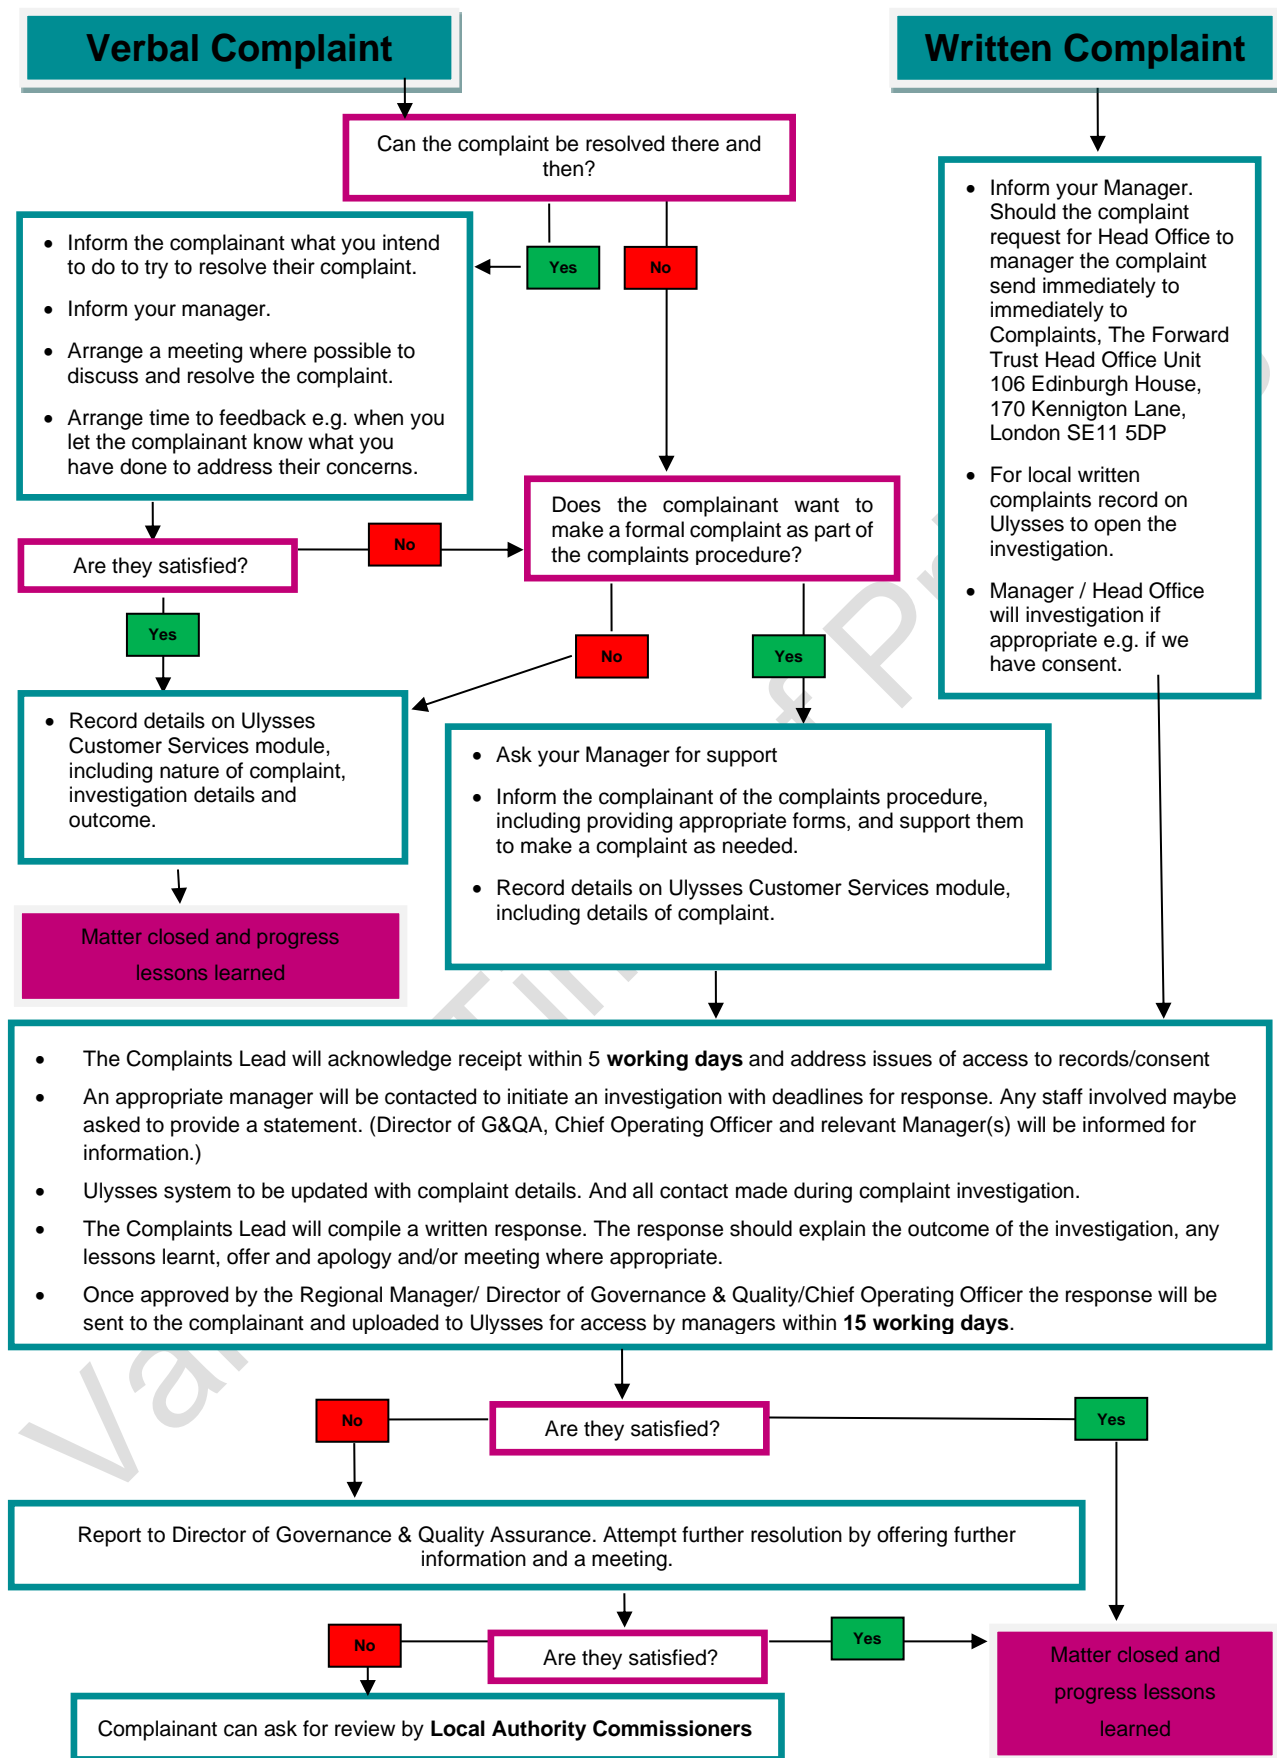 Verbal Complaint
Written Complaint
Can the complaint be resolved there and
then?
Yes
No
• Inform the complainant what you intend
to do to try to resolve their complaint.
• Inform your manager.
• Arrange a meeting where possible to
discuss and resolve the complaint.
• Arrange time to feedback e.g. when you
let the complainant know what you
have done to address their concerns.
• Inform your Manager.
Should the complaint
request for Head Office to
manager the complaint
send immediately to
immediately to
Complaints, The Forward
Trust Head Office Unit
106 Edinburgh House,
170 Kennigton Lane,
London SE11 5DP
• For local written
complaints record on
Ulysses to open the
investigation.
• Manager / Head Office
will investigation if
appropriate e.g. if we
have consent.
Are they satisfied?
No
Does the complainant want to
make a formal complaint as part of
the complaints procedure?
Yes
No
Yes
• Record details on Ulysses
Customer Services module,
including nature of complaint,
investigation details and
outcome.
• Ask your Manager for support
• Inform the complainant of the complaints procedure,
including providing appropriate forms, and support them
to make a complaint as needed.
• Record details on Ulysses Customer Services module,
including details of complaint.
Matter closed and progress
lessons learned
• The Complaints Lead will acknowledge receipt within 5 working days and address issues of access to records/consent
• An appropriate manager will be contacted to initiate an investigation with deadlines for response. Any staff involved maybe
asked to provide a statement. (Director of G&QA, Chief Operating Officer and relevant Manager(s) will be informed for
information.)
• Ulysses system to be updated with complaint details. And all contact made during complaint investigation.
• The Complaints Lead will compile a written response. The response should explain the outcome of the investigation, any
lessons learnt, offer and apology and/or meeting where appropriate.
• Once approved by the Regional Manager/ Director of Governance & Quality/Chief Operating Officer the response will be
sent to the complainant and uploaded to Ulysses for access by managers within 15 working days.
No
Are they satisfied?
Yes
Report to Director of Governance & Quality Assurance. Attempt further resolution by offering further
information and a meeting.
No
Are they satisfied?
Yes
Matter closed and
progress lessons
learned
Complainant can ask for review by Local Authority Commissioners